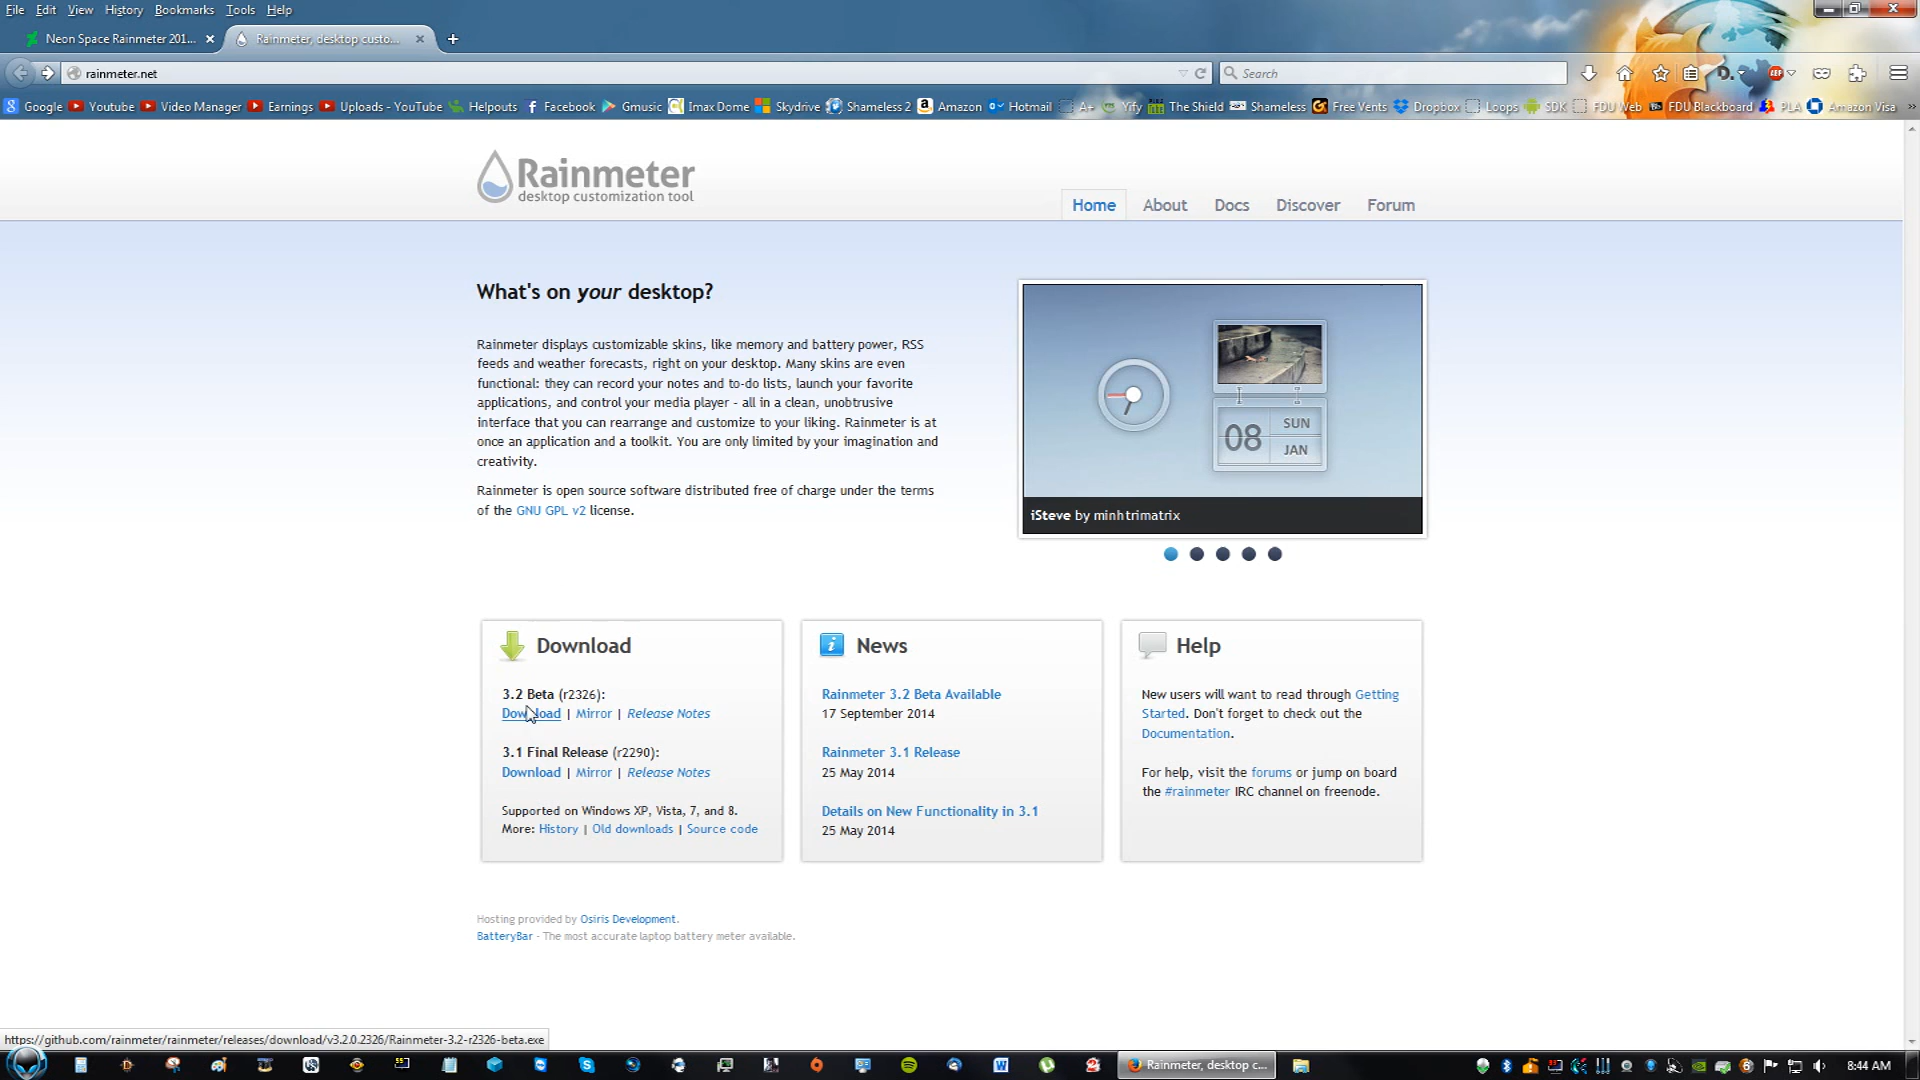 File Edit View History Bookmarks Tools Help
Neon Space Rainmeter 201...
Rainmeter, desktop custo...
rainmeter.net
Search
Google Youtube Video Manager Earnings Uploads - YouTube Helpouts Facebook Gmusic Imax Dome Skydrive Shameless 2 Amazon Hotmail A+ Yify The Shield Shameless Free Vents Dropbox Loops SDK FDU Web FDU Blackboard PLA Amazon Visa
Rainmeter
desktop customization tool
Home About Docs Discover Forum
What's on your desktop?
Rainmeter displays customizable skins, like memory and battery power, RSS
feeds and weather forecasts, right on your desktop. Many skins are even
functional: they can record your notes and to-do lists, launch your favorite
applications, and control your media player - all in a clean, unobtrusive
interface that you can rearrange and customize to your liking. Rainmeter is at
once an application and a toolkit. You are only limited by your imagination and
creativity.
Rainmeter is open source software distributed free of charge under the terms
of the GNU GPL v2 license.
08
SUN
JAN
iSteve by minhtrimatrix
Download
3.2 Beta (r2326):
Download | Mirror | Release Notes
3.1 Final Release (r2290):
Download | Mirror | Release Notes
Supported on Windows XP, Vista, 7, and 8.
More: History | Old downloads | Source code
News
Rainmeter 3.2 Beta Available
17 September 2014
Rainmeter 3.1 Release
25 May 2014
Details on New Functionality in 3.1
25 May 2014
Help
New users will want to read through Getting
Started. Don't forget to check out the
Documentation.
For help, visit the forums or jump on board
the #rainmeter IRC channel on freenode.
Hosting provided by Osiris Development.
BatteryBar - The most accurate laptop battery meter available.
https://github.com/rainmeter/rainmeter/releases/download/v3.2.0.2326/Rainmeter-3.2-r2326-beta.exe
Rainmeter, desktop c...
8:44 AM